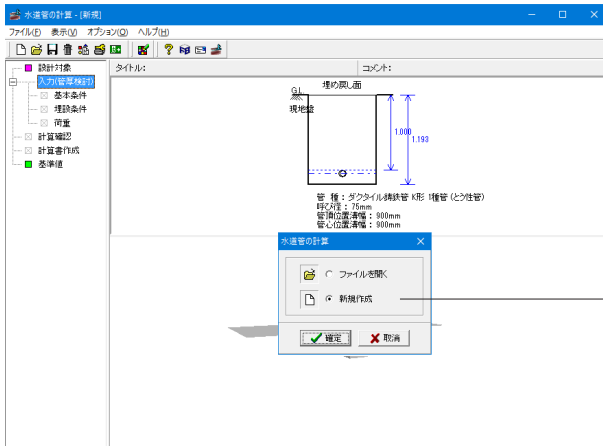 水道管の計算 - [新規]
ファイル(F) 表示(V) オプション(O) ヘルプ(H)
設計対象
入力(管厚検討)
基本条件
埋設条件
荷重
計算確認
計算書作成
基準値
タイトル: コメント:
埋め戻し面
G.L.
現地盤
1.000
1.193
管 種 : ダクタイル鋳鉄管 K形 1種管 (とう性管)
呼び径 : 75mm
管頂位置溝幅 : 900mm
管心位置溝幅 : 900mm
水道管の計算
ファイルを開く
新規作成
確定 取消